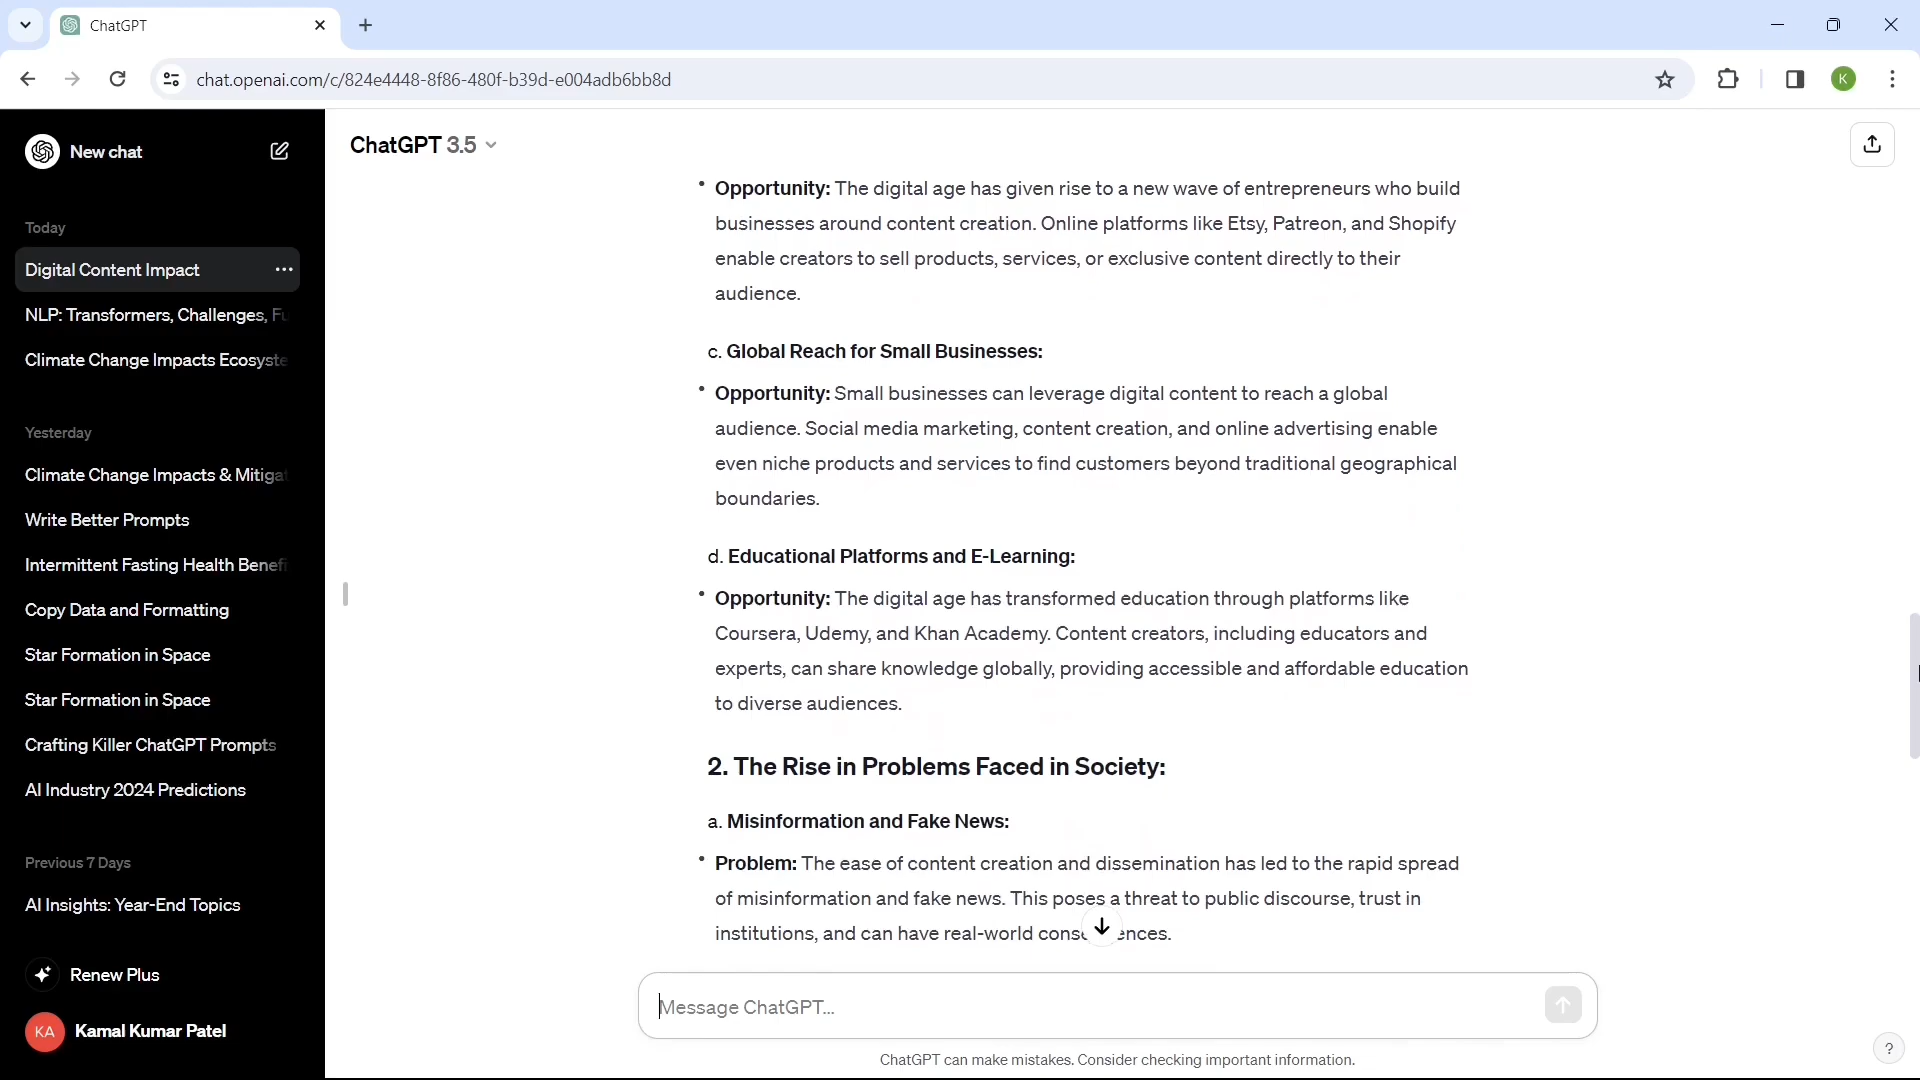 ChatGPT
chat.openai.com/c/824e4448-8f86-480f-b39d-e004adb6bb8d
K
New chat
Today
Digital Content Impact
NLP: Transformers, Challenges, Fu
Climate Change Impacts Ecosyste
Yesterday
Climate Change Impacts & Mitigat
Write Better Prompts
Intermittent Fasting Health Benefi
Copy Data and Formatting
Star Formation in Space
Star Formation in Space
Crafting Killer ChatGPT Prompts
AI Industry 2024 Predictions
Previous 7 Days
AI Insights: Year-End Topics
Renew Plus
KA Kamal Kumar Patel
ChatGPT 3.5
• Opportunity: The digital age has given rise to a new wave of entrepreneurs who build
businesses around content creation. Online platforms like Etsy, Patreon, and Shopify
enable creators to sell products, services, or exclusive content directly to their
audience.
c. Global Reach for Small Businesses:
• Opportunity: Small businesses can leverage digital content to reach a global
audience. Social media marketing, content creation, and online advertising enable
even niche products and services to find customers beyond traditional geographical
boundaries.
d. Educational Platforms and E-Learning:
• Opportunity: The digital age has transformed education through platforms like
Coursera, Udemy, and Khan Academy. Content creators, including educators and
experts, can share knowledge globally, providing accessible and affordable education
to diverse audiences.
2. The Rise in Problems Faced in Society:
a. Misinformation and Fake News:
• Problem: The ease of content creation and dissemination has led to the rapid spread
of misinformation and fake news. This poses a threat to public discourse, trust in
institutions, and can have real-world consequences.
Message ChatGPT...
ChatGPT can make mistakes. Consider checking important information.
?